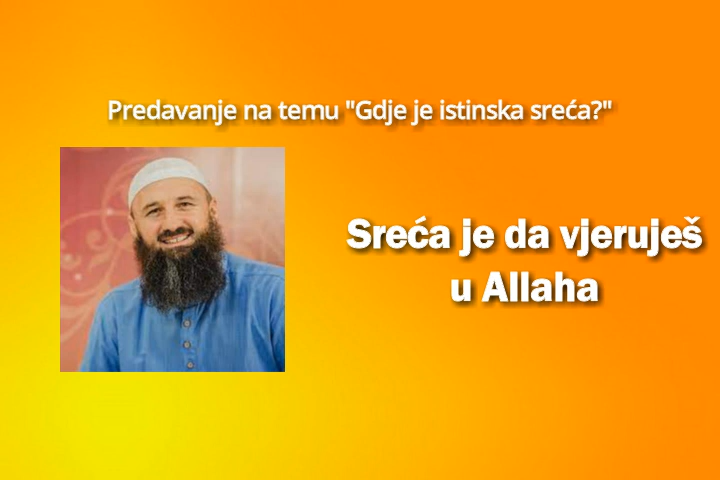 Predavanje na temu "Gdje je istinska sreća?"
Sreća je da vjeruješ
u Allaha